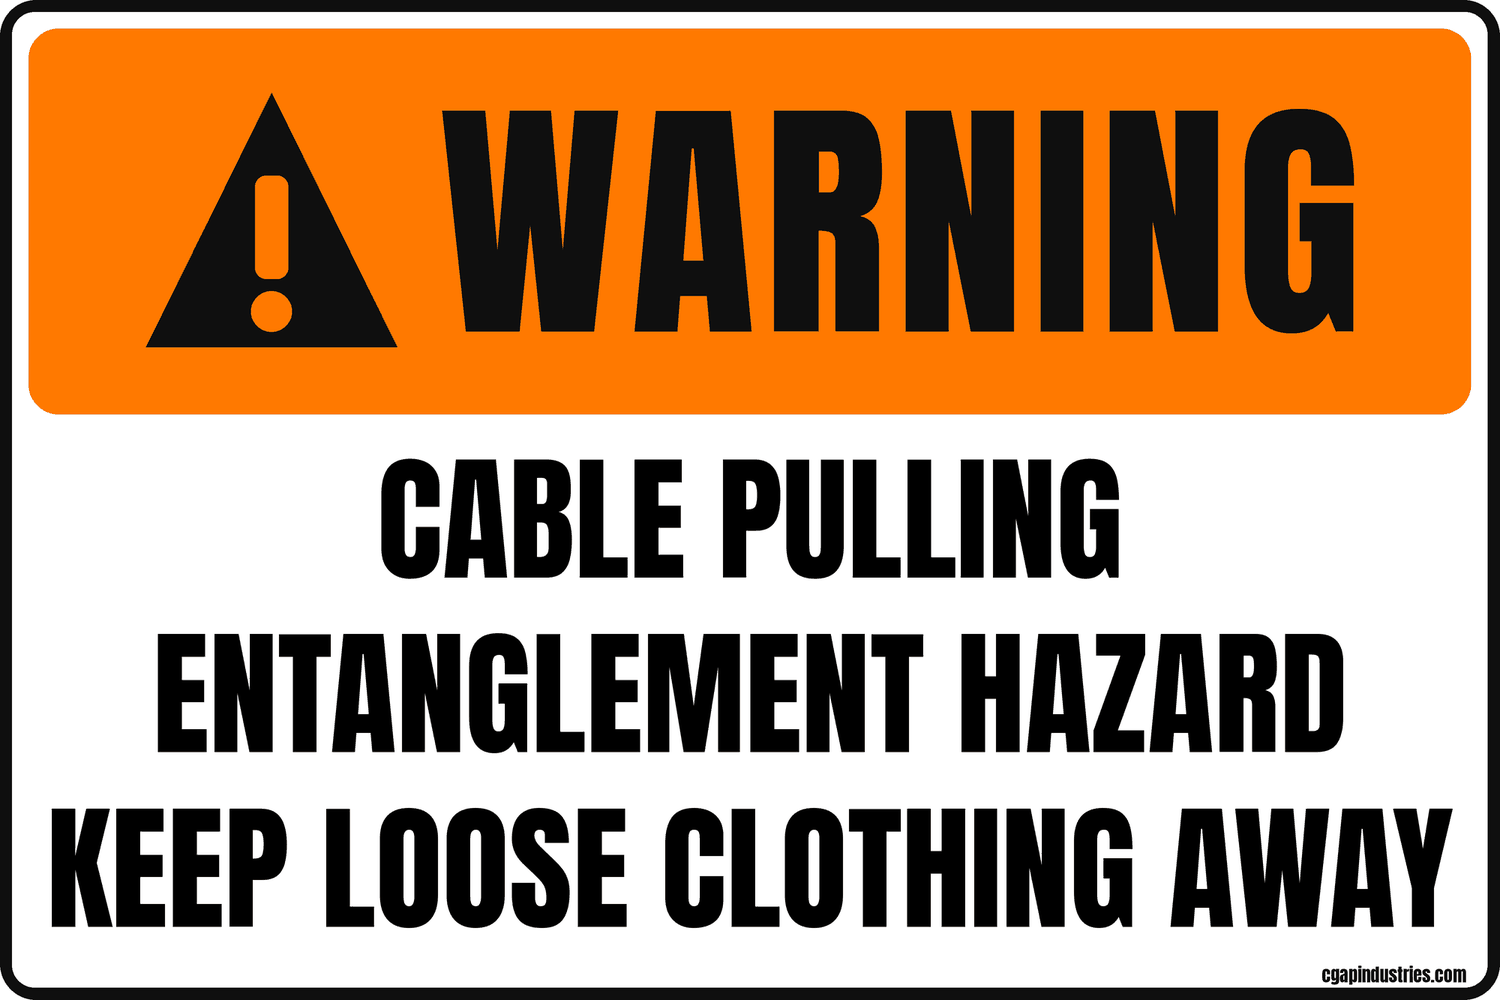 WARNING
CABLE PULLING
ENTANGLEMENT HAZARD
KEEP LOOSE CLOTHING AWAY
cgapindustries.com